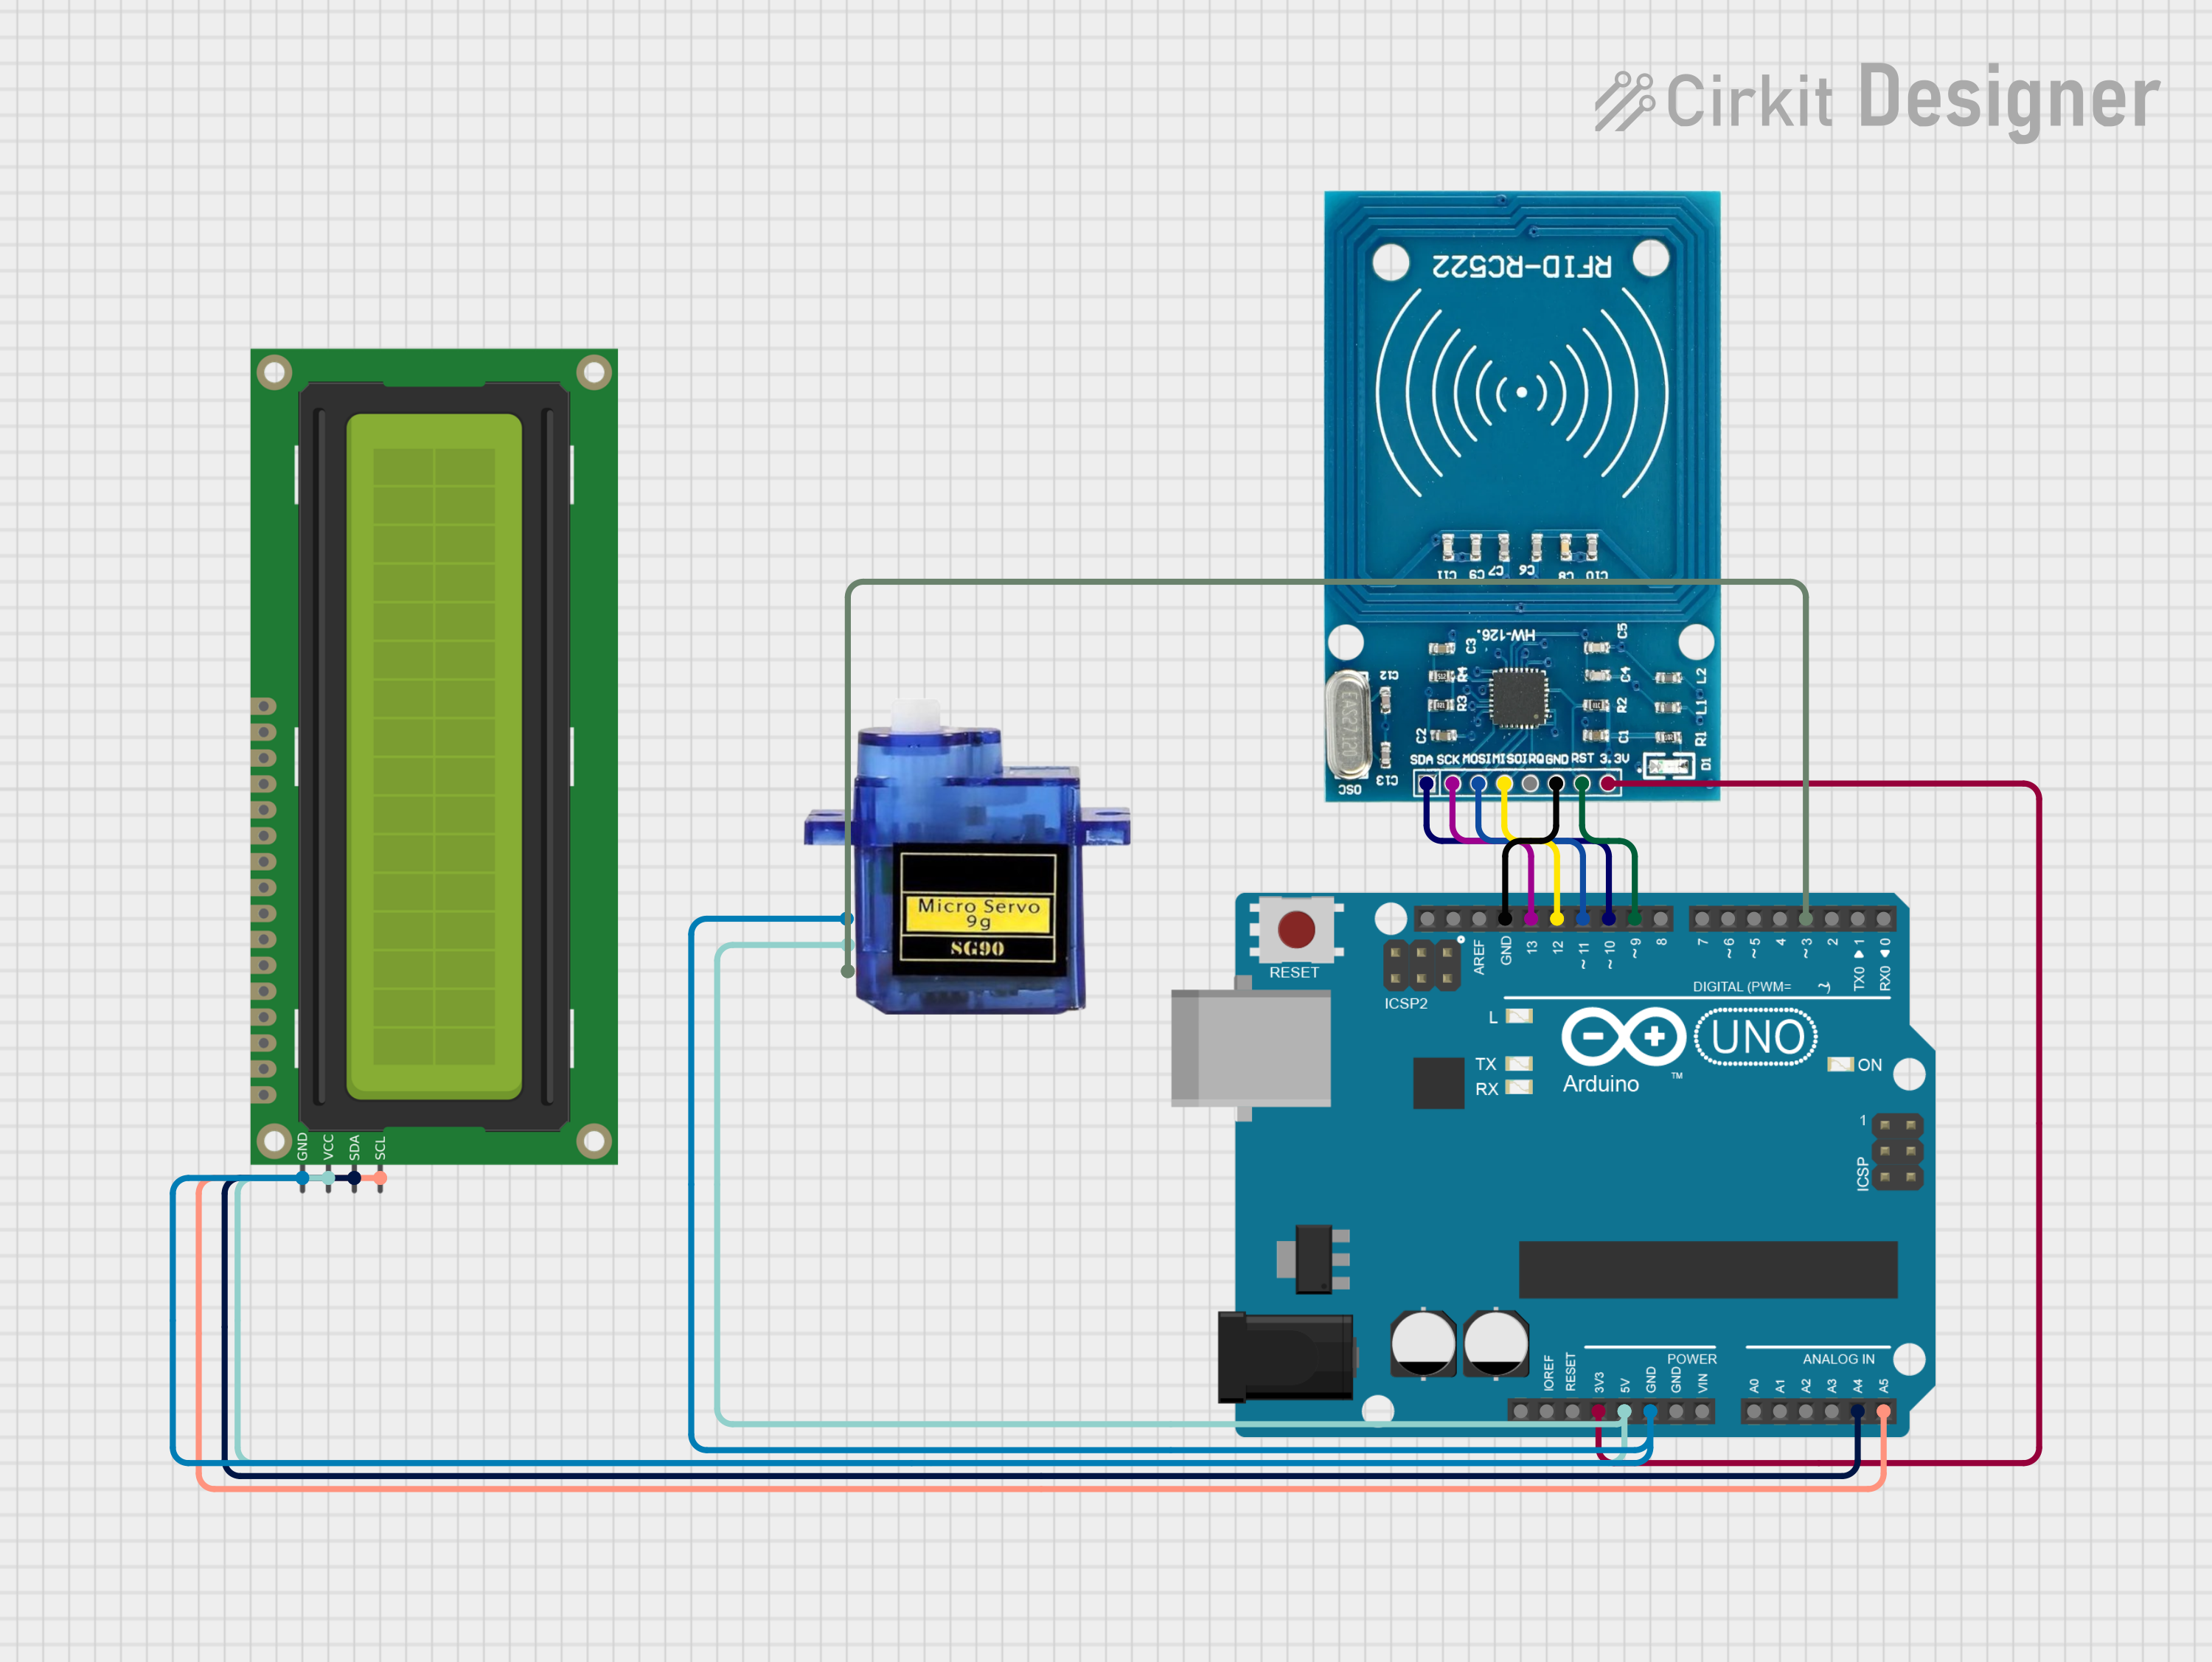 Cirkit Designer
RFID-RC522
C11 C9 C7 C6 C8 C10
HW-126.
C3
C5
C12
R4
C4
L2
R3
R2
L1
C2
C1
R1
SDA SCK MOSI MISO IRQ GND RST 3.3V
D1
OSC
C13
EAS27.120
Micro Servo
9g
SG90
GND
VCC
SDA
SCL
RESET
ICSP2
AREF
GND
13
12
~11
~10
~9
8
7
~6
~5
4
~3
2
TX0 ▶ 1
RX0 ◀ 0
DIGITAL (PWM= ~)
L
TX
RX
UNO
Arduino
TM
ON
1
ICSP
POWER
ANALOG IN
IOREF
RESET
3V3
5V
GND
GND
VIN
A0
A1
A2
A3
A4
A5